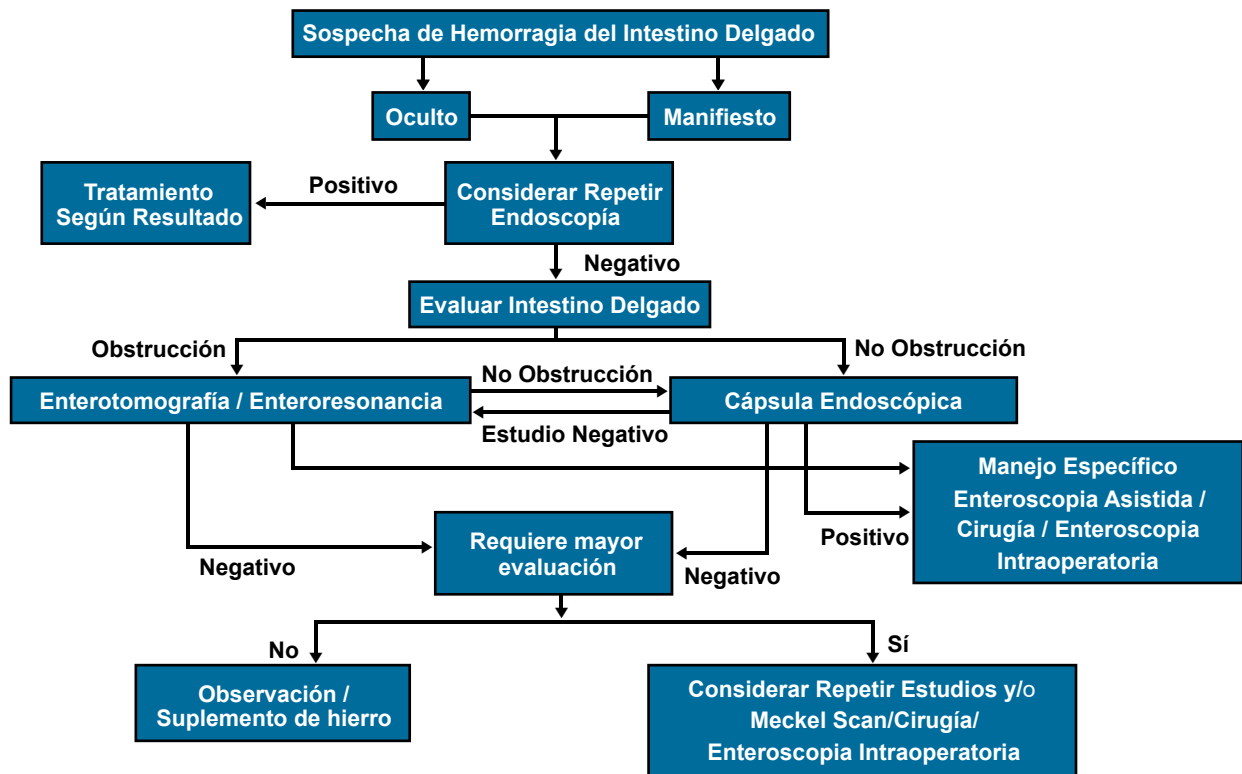 Sospecha de Hemorragia del Intestino Delgado
Oculto
Manifiesto
Tratamiento
Según Resultado
Positivo
Considerar Repetir
Endoscopía
Negativo
Evaluar Intestino Delgado
Obstrucción
No Obstrucción
Enterotomografía / Enteroresonancia
No Obstrucción
Estudio Negativo
Cápsula Endoscópica
Manejo Específico
Enteroscopia Asistida /
Cirugía / Enteroscopia
Intraoperatoria
Positivo
Negativo
Requiere mayor
evaluación
Negativo
No
Sí
Observación /
Suplemento de hierro
Considerar Repetir Estudios y/o
Meckel Scan/Cirugía/
Enteroscopia Intraoperatoria